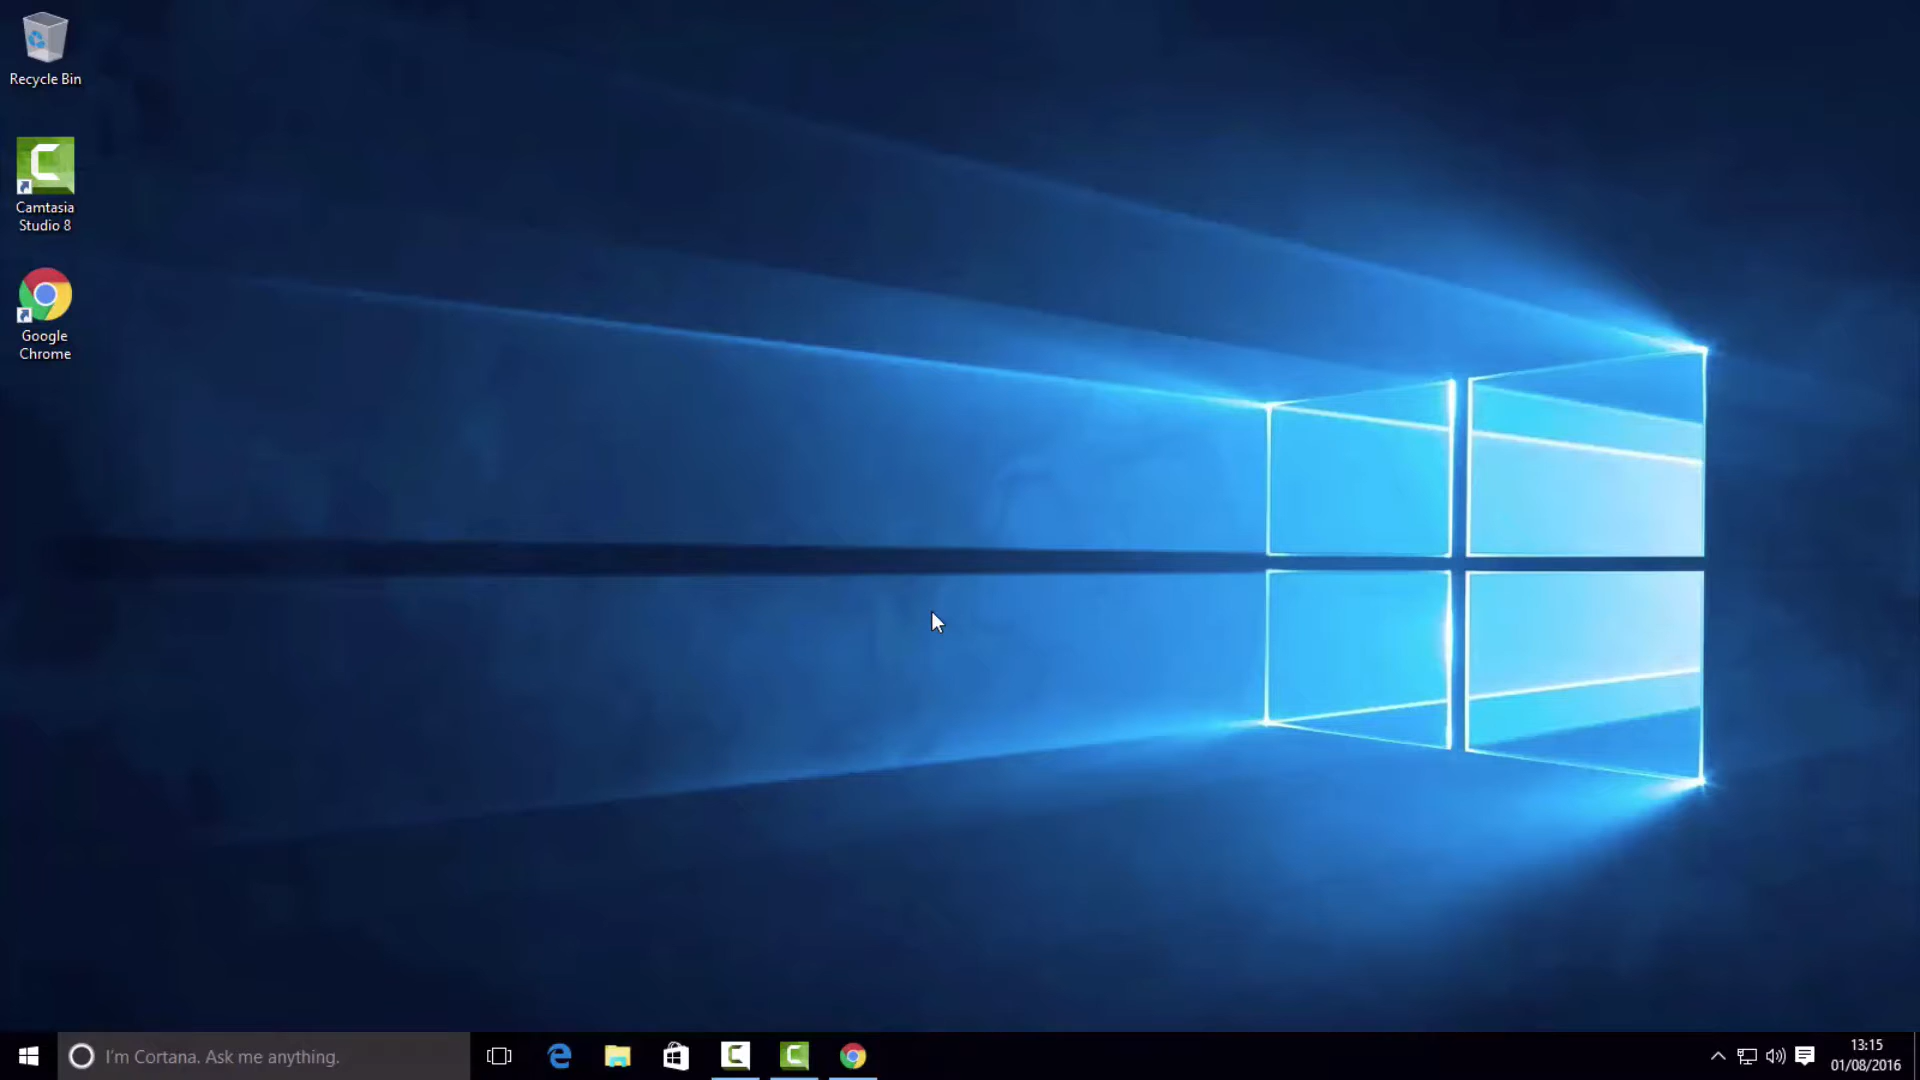 Recycle Bin
Camtasia
Studio 8
Google
Chrome
I'm Cortana. Ask me anything.
13:15
01/08/2016